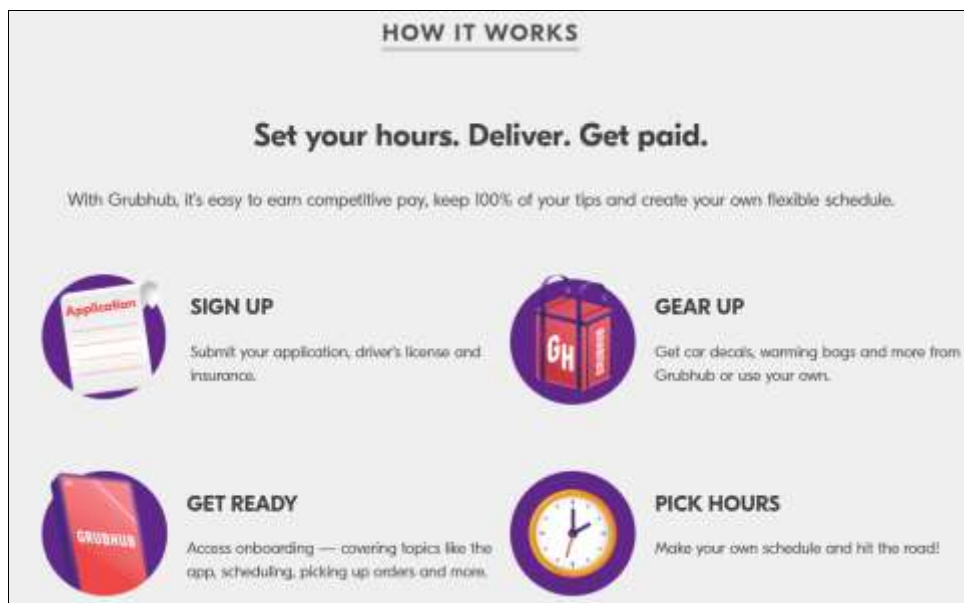 HOW IT WORKS
Set your hours. Deliver. Get paid.
With Grubhub, it's easy to earn competitive pay, keep 100% of your tips and create your own flexible schedule.
Application
SIGN UP
Submit your application, driver's license and
insurance.
GH
GRUBHUB
GEAR UP
Get car decals, warming bags and more from
Grubhub or use your own.
GRUBHUB
GET READY
Access onboarding — covering topics like the
app, scheduling, picking up orders and more.
PICK HOURS
Make your own schedule and hit the road!